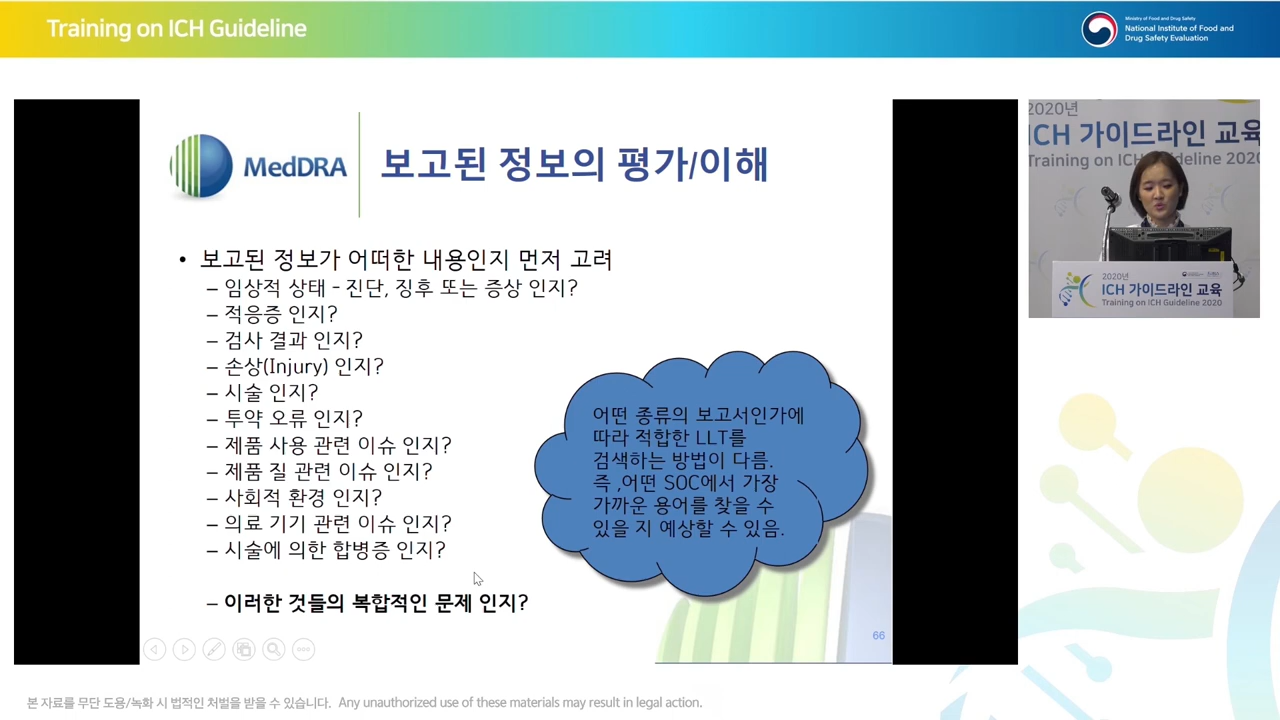 Training on ICH Guideline
Ministry of Food and Drug Safety
National Institute of Food and
Drug Safety Evaluation
MedDRA
보고된 정보의 평가/이해
• 보고된 정보가 어떠한 내용인지 먼저 고려
– 임상적 상태 – 진단, 징후 또는 증상 인지?
– 적응증 인지?
– 검사 결과 인지?
– 손상(Injury) 인지?
– 시술 인지?
– 투약 오류 인지?
– 제품 사용 관련 이슈 인지?
– 제품 질 관련 이슈 인지?
– 사회적 환경 인지?
– 의료 기기 관련 이슈 인지?
– 시술에 의한 합병증 인지?
– 이러한 것들의 복합적인 문제 인지?
어떤 종류의 보고서인가에
따라 적합한 LLT를
검색하는 방법이 다름.
즉 ,어떤 SOC에서 가장
가까운 용어를 찾을 수
있을 지 예상할 수 있음.
66
2020년
ICH 가이드라인 교육
Training on ICH Guideline 2020
2020년
ICH 가이드라인 교육
Training on ICH Guideline 2020
본 자료를 무단 도용/녹화 시 법적인 처벌을 받을 수 있습니다. Any unauthorized use of these materials may result in legal action.